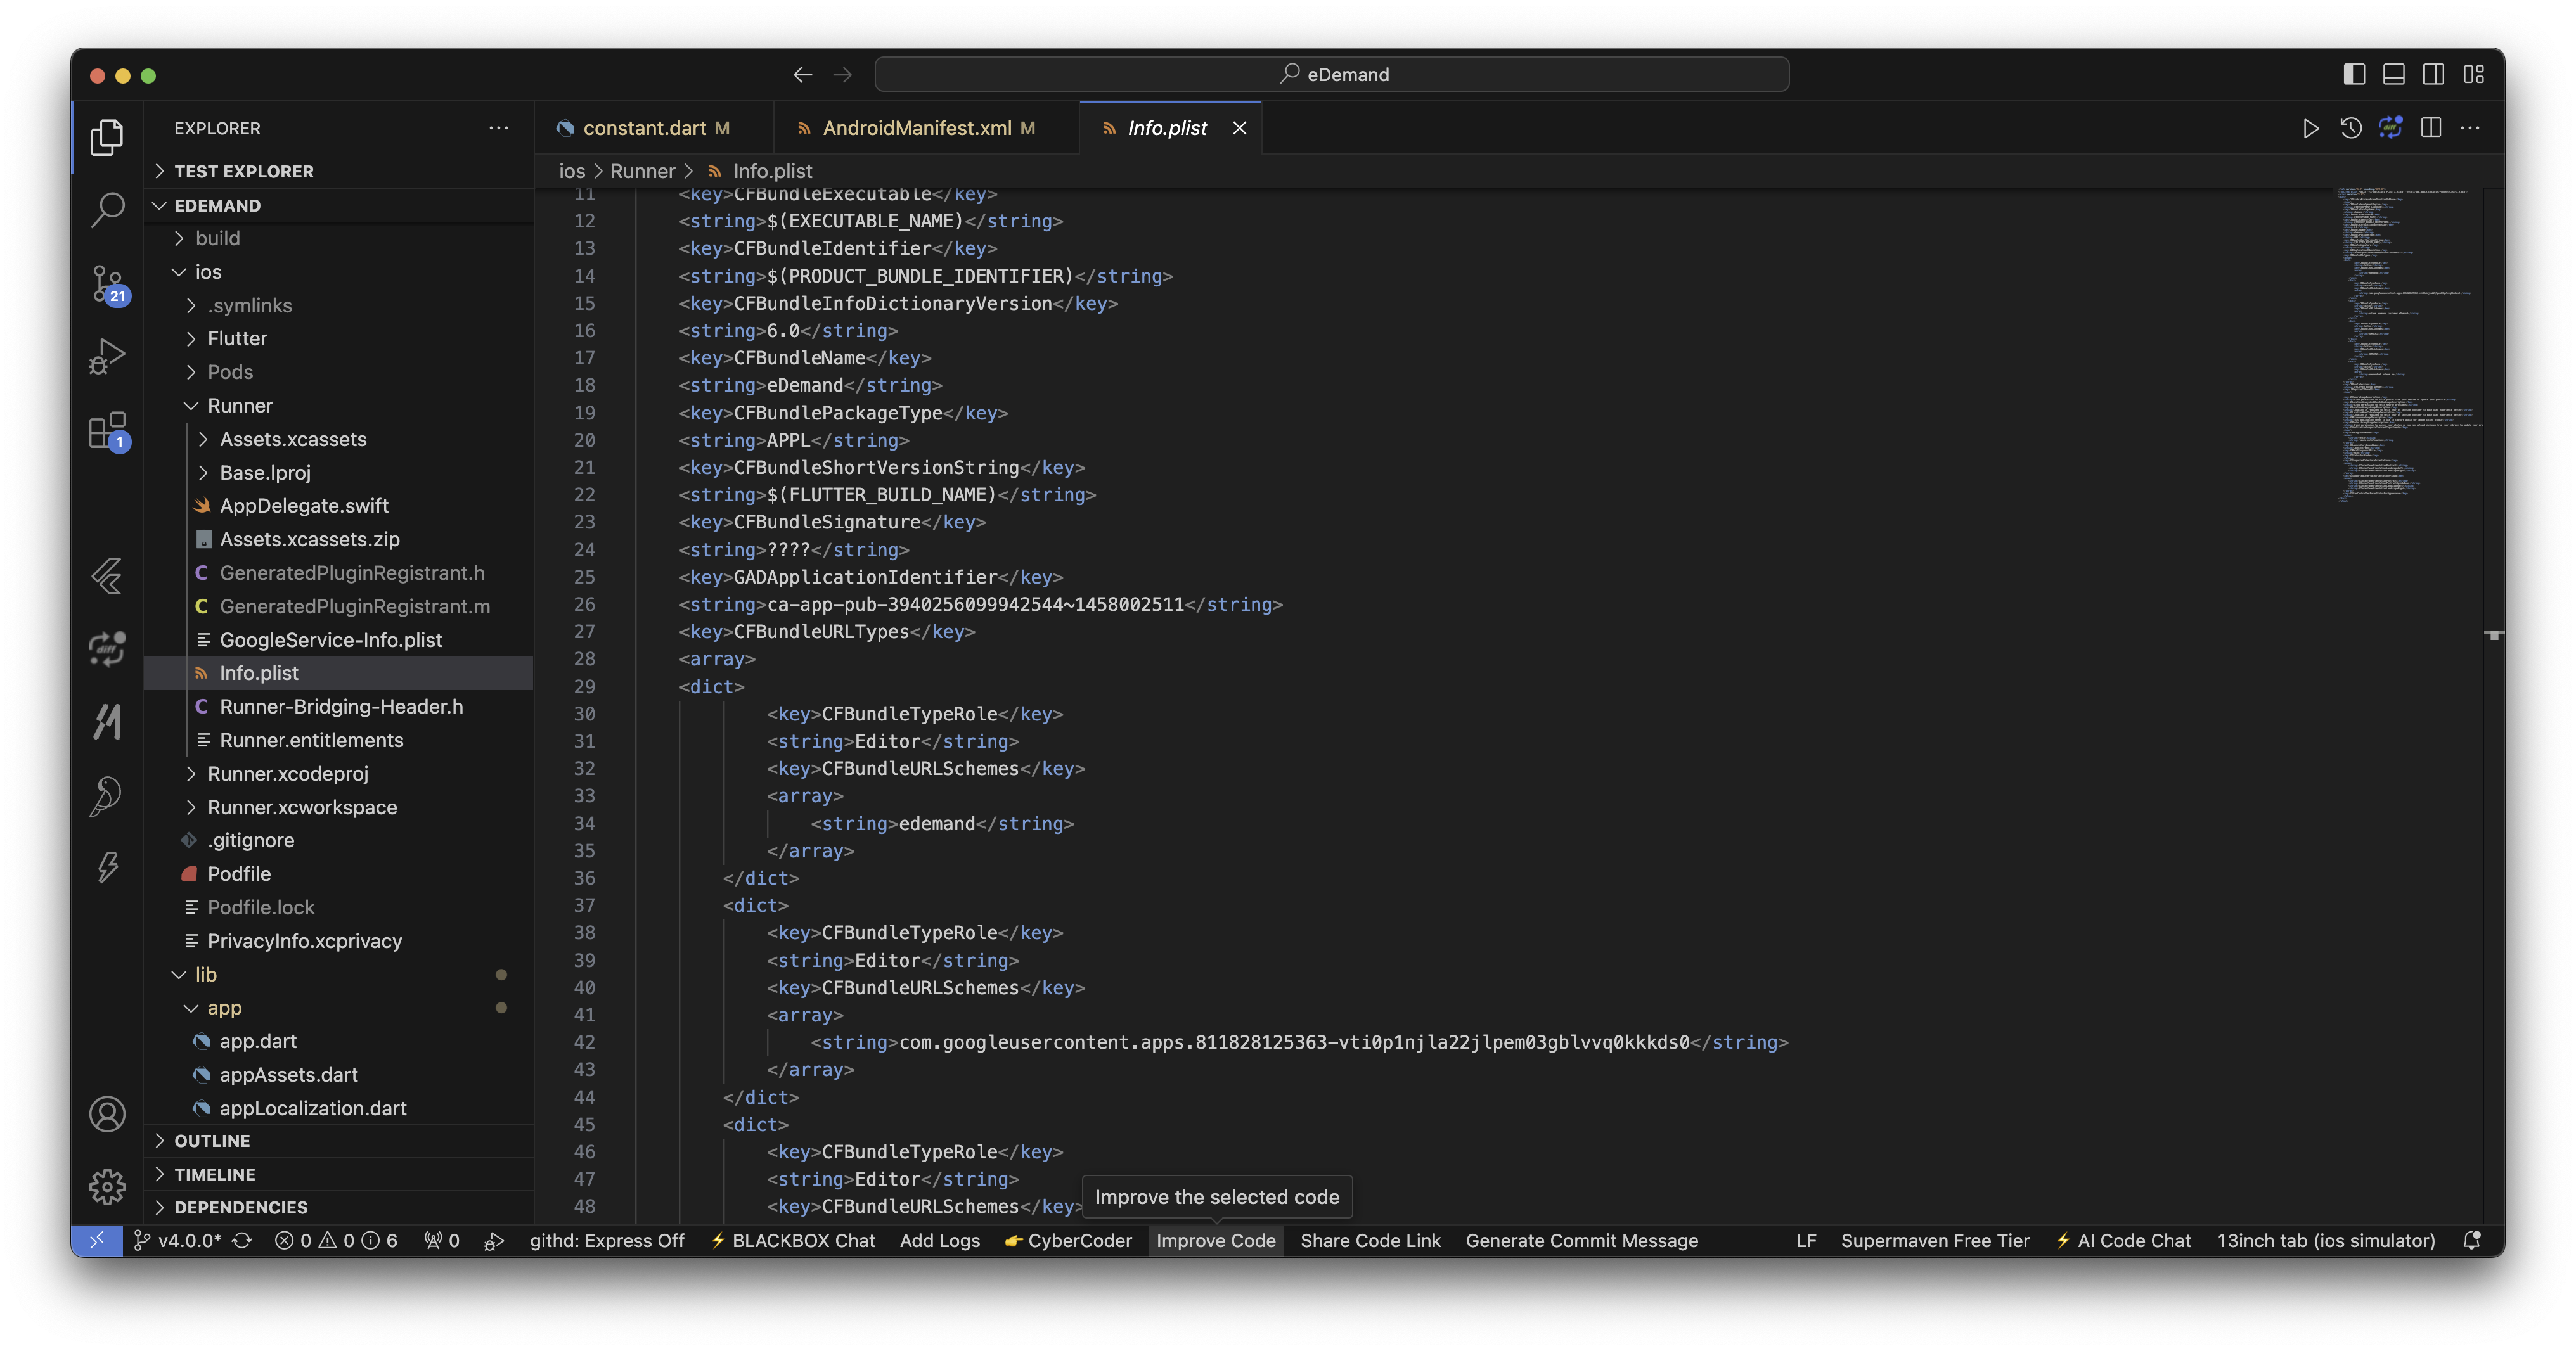 eDemand
EXPLORER
TEST EXPLORER
EDEMAND
build
ios
.symlinks
Flutter
Pods
Runner
Assets.xcassets
Base.lproj
AppDelegate.swift
Assets.xcassets.zip
GeneratedPluginRegistrant.h
GeneratedPluginRegistrant.m
GoogleService-Info.plist
Info.plist
Runner-Bridging-Header.h
Runner.entitlements
Runner.xcodeproj
Runner.xcworkspace
.gitignore
Podfile
Podfile.lock
PrivacyInfo.xcprivacy
lib
app
app.dart
appAssets.dart
appLocalization.dart
OUTLINE
TIMELINE
DEPENDENCIES
21
1
constant.dart M
AndroidManifest.xml M
Info.plist
ios > Runner > Info.plist
11 <key>CFBundleExecutable</key>
12 <string>$(EXECUTABLE_NAME)</string>
13 <key>CFBundleIdentifier</key>
14 <string>$(PRODUCT_BUNDLE_IDENTIFIER)</string>
15 <key>CFBundleInfoDictionaryVersion</key>
16 <string>6.0</string>
17 <key>CFBundleName</key>
18 <string>eDemand</string>
19 <key>CFBundlePackageType</key>
20 <string>APPL</string>
21 <key>CFBundleShortVersionString</key>
22 <string>$(FLUTTER_BUILD_NAME)</string>
23 <key>CFBundleSignature</key>
24 <string>????</string>
25 <key>GADApplicationIdentifier</key>
26 <string>ca-app-pub-3940256099942544~1458002511</string>
27 <key>CFBundleURLTypes</key>
28 <array>
29 <dict>
30 <key>CFBundleTypeRole</key>
31 <string>Editor</string>
32 <key>CFBundleURLSchemes</key>
33 <array>
34 <string>edemand</string>
35 </array>
36 </dict>
37 <dict>
38 <key>CFBundleTypeRole</key>
39 <string>Editor</string>
40 <key>CFBundleURLSchemes</key>
41 <array>
42 <string>com.googleusercontent.apps.811828125363-vti0p1njla22jlpem03gblvvq0kkkds0</string>
43 </array>
44 </dict>
45 <dict>
46 <key>CFBundleTypeRole</key>
47 <string>Editor</string>
48 <key>CFBundleURLSchemes</key>
Improve the selected code
v4.0.0* 0 0 6 0 githd: Express Off BLACKBOX Chat Add Logs CyberCoder Improve Code Share Code Link Generate Commit Message LF Supermaven Free Tier AI Code Chat 13inch tab (ios simulator)